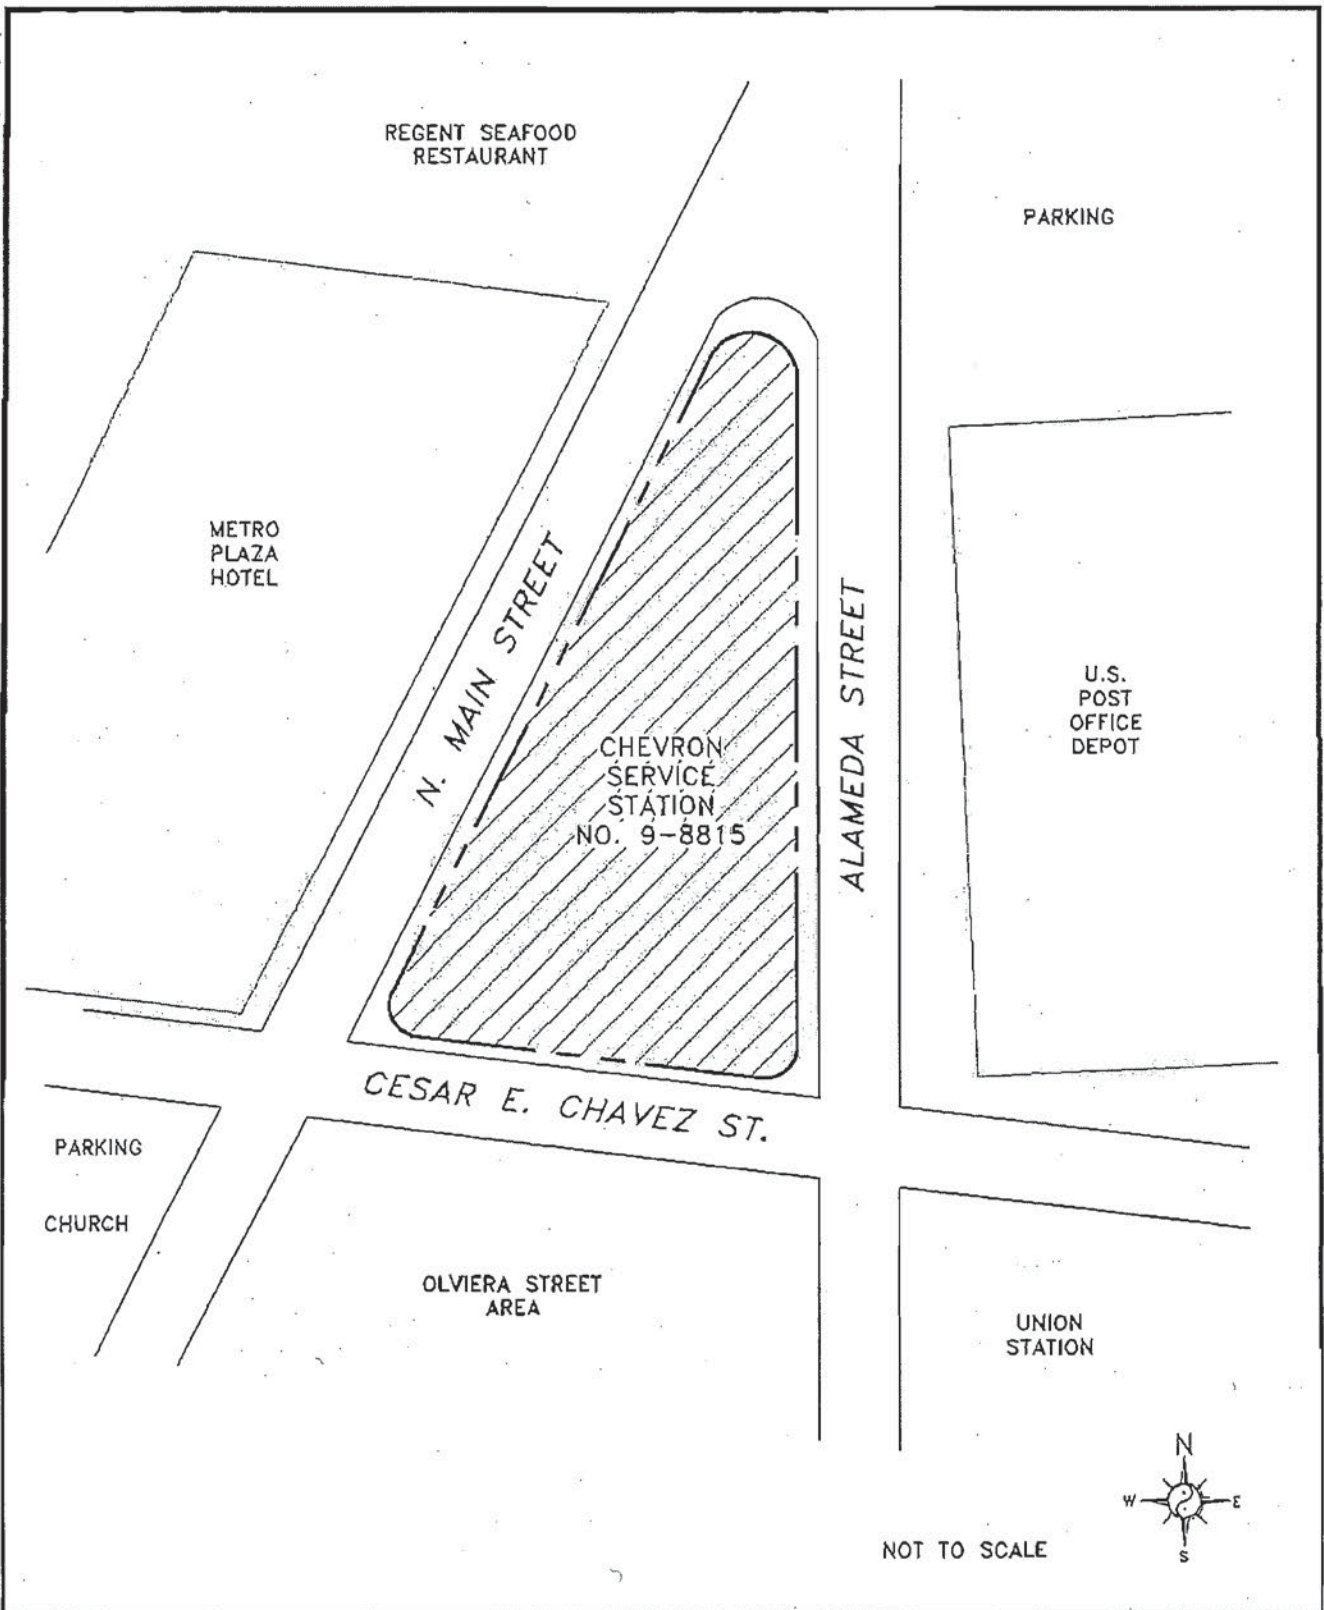 REGENT SEAFOOD
RESTAURANT
PARKING
METRO
PLAZA
HOTEL
N. MAIN STREET
ALAMEDA STREET
U.S.
POST
OFFICE
DEPOT
CHEVRON
SERVICE
STATION
NO. 9-8815
CESAR E. CHAVEZ ST.
PARKING
CHURCH
OLVIERA STREET
AREA
UNION
STATION
N
W
E
S
NOT TO SCALE